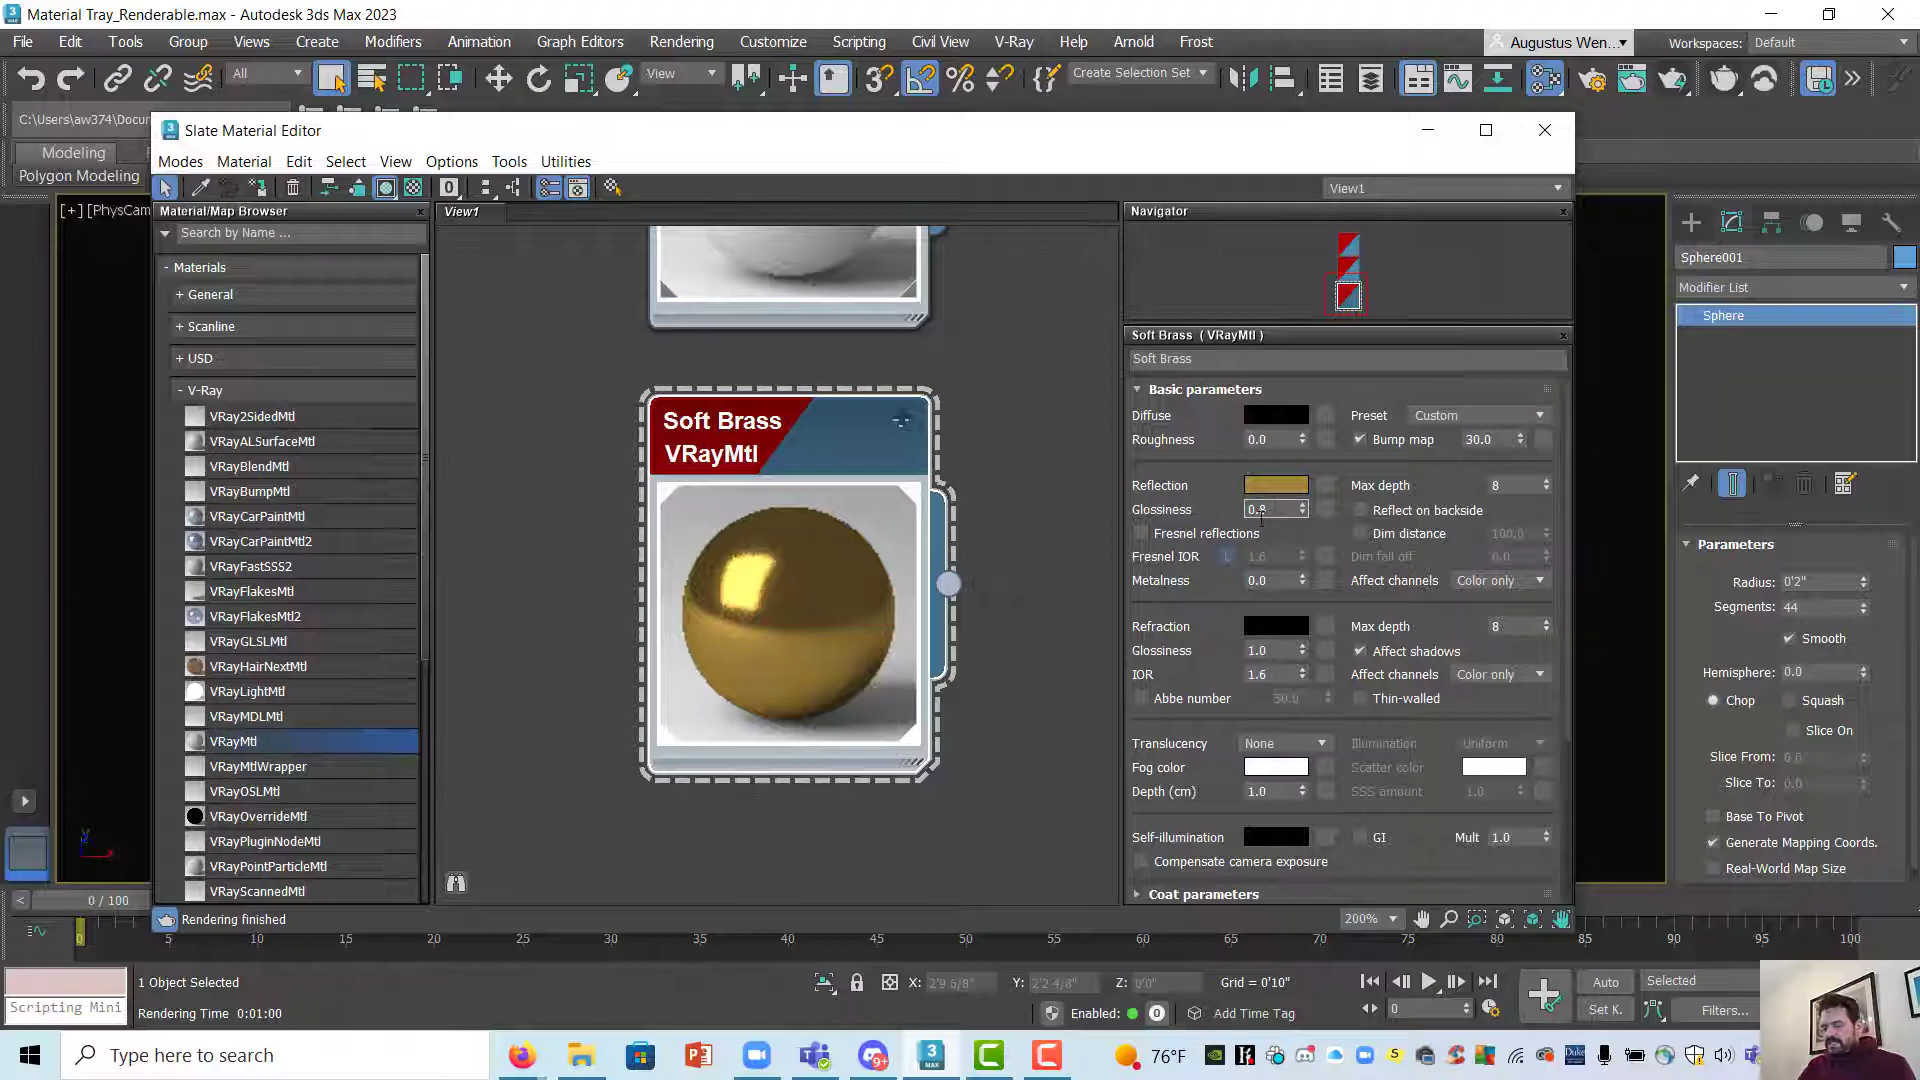 Material Tray_Renderable.max - Autodesk 3ds Max 2023
File Edit Tools Group Views Create Modifiers Animation Graph Editors Rendering Customize Scripting Civil View V-Ray Help Arnold Frost
Augustus Wen...
Workspaces: Default
All
View
Create Selection Set
C:\Users\aw374\Docu
Modeling
Polygon Modeling
[+] [PhysCam
Slate Material Editor
Modes Material Edit Select View Options Tools Utilities
View1
Material/Map Browser
Search by Name ...
- Materials
+ General
+ Scanline
+ USD
- V-Ray
VRay2SidedMtl
VRayALSurfaceMtl
VRayBlendMtl
VRayBumpMtl
VRayCarPaintMtl
VRayCarPaintMtl2
VRayFastSSS2
VRayFlakesMtl
VRayFlakesMtl2
VRayGLSLMtl
VRayHairNextMtl
VRayLightMtl
VRayMDLMtl
VRayMtl
VRayMtlWrapper
VRayOSLMtl
VRayOverrideMtl
VRayPluginNodeMtl
VRayPointParticleMtl
VRayScannedMtl
View1
Soft Brass
VRayMtl
Navigator
Soft Brass ( VRayMtl )
Soft Brass
Basic parameters
Diffuse Preset Custom
Roughness 0.0 Bump map 30.0
Reflection Max depth 8
Glossiness 0.8 Reflect on backside
Fresnel reflections Dim distance 100.0
Fresnel IOR L 1.6 Dim fall off 0.0
Metalness 0.0 Affect channels Color only
Refraction Max depth 8
Glossiness 1.0 Affect shadows
IOR 1.6 Affect channels Color only
Abbe number 50.0 Thin-walled
Translucency None Illumination Uniform
Fog color Scatter color
Depth (cm) 1.0 SSS amount 1.0
Self-illumination GI Mult 1.0
Compensate camera exposure
Coat parameters
200%
Rendering finished
Sphere001
Modifier List
Sphere
Parameters
Radius: 0'2"
Segments: 44
Smooth
Hemisphere: 0.0
Chop Squash
Slice On
Slice From: 0.0
Slice To: 0.0
Base To Pivot
Generate Mapping Coords.
Real-World Map Size
0 / 100
0 5 10 15 20 25 30 35 40 45 50 55 60 65 70 75 80 85 90 95 100
1 Object Selected
X: 2'9 6/8" Y: 2'2 4/8" Z: 0'0" Grid = 0'10"
Auto Selected
Scripting Mini
Rendering Time 0:01:00
Enabled: 0 Add Time Tag
0
Set K. Filters...
Type here to search
76°F